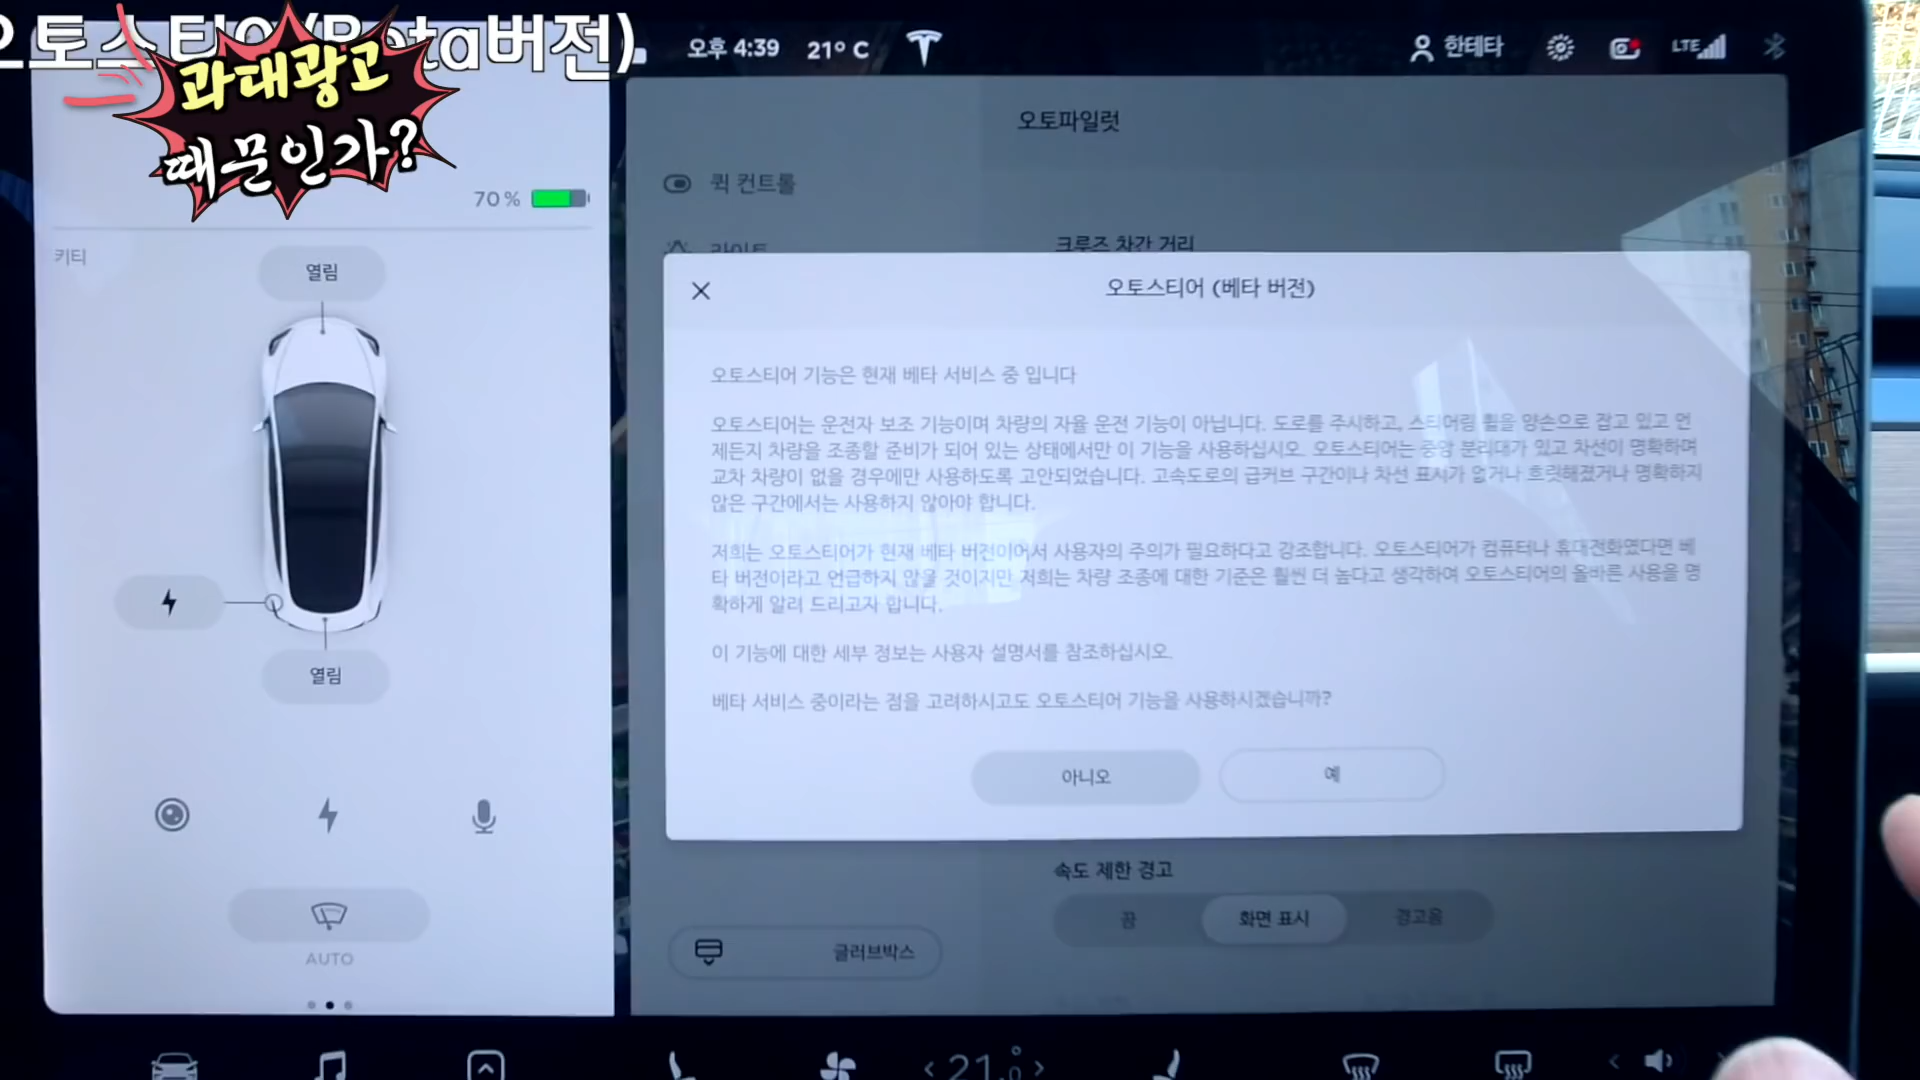 오토스티어(Beta버전)
과대광고
때문인가?
오후 4:39
21° C
한테타
LTE
70 %
키티
열림
열림
AUTO
오토파일럿
퀵 컨트롤
라이트
크루즈 차간 거리
오토스티어 (베타 버전)
오토스티어 기능은 현재 베타 서비스 중 입니다
오토스티어는 운전자 보조 기능이며 차량의 자율 운전 기능이 아닙니다. 도로를 주시하고, 스티어링 휠을 양손으로 잡고 있고 언
제든지 차량을 조종할 준비가 되어 있는 상태에서만 이 기능을 사용하십시오. 오토스티어는 중앙 분리대가 있고 차선이 명확하며
교차 차량이 없을 경우에만 사용하도록 고안되었습니다. 고속도로의 급커브 구간이나 차선 표시가 없거나 흐릿해졌거나 명확하지
않은 구간에서는 사용하지 않아야 합니다.
저희는 오토스티어가 현재 베타 버전이어서 사용자의 주의가 필요하다고 강조합니다. 오토스티어가 컴퓨터나 휴대전화였다면 베
타 버전이라고 언급하지 않을 것이지만 저희는 차량 조종에 대한 기준은 훨씬 더 높다고 생각하여 오토스티어의 올바른 사용을 명
확하게 알려 드리고자 합니다.
이 기능에 대한 세부 정보는 사용자 설명서를 참조하십시오.
베타 서비스 중이라는 점을 고려하시고도 오토스티어 기능을 사용하시겠습니까?
아니오
예
속도 제한 경고
끔
화면 표시
경고음
글러브박스
21.0